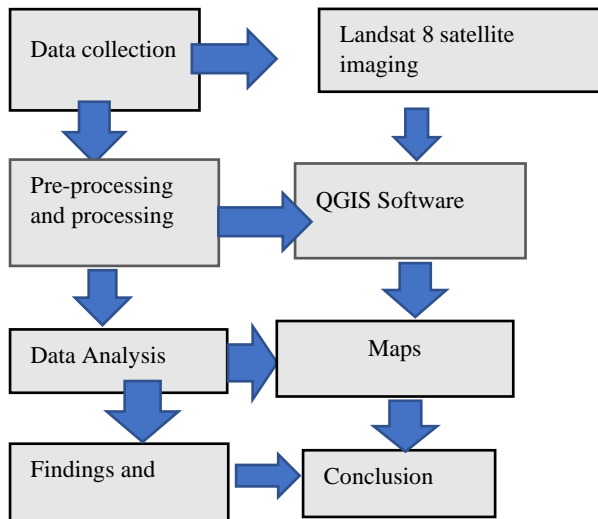 Data collection
Landsat 8 satellite
imaging
Pre-processing
and processing
QGIS Software
Data Analysis
Maps
Findings and
Conclusion